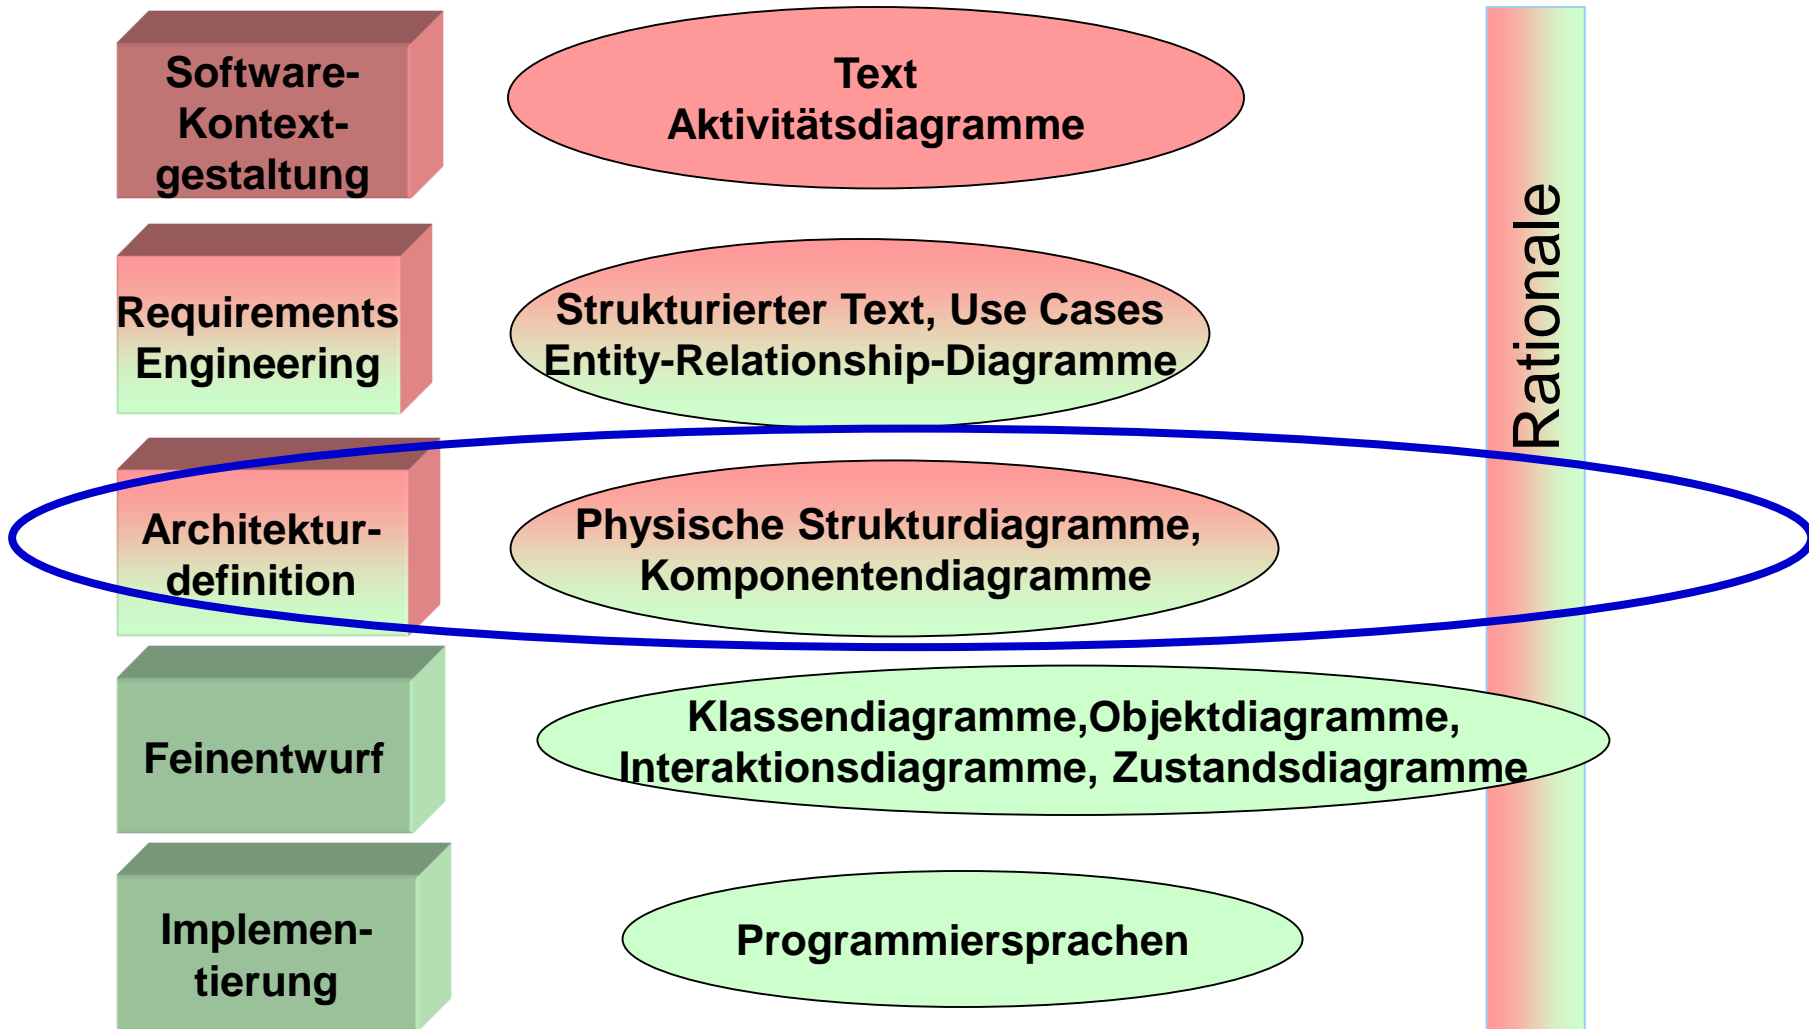 Software-
Kontext-
gestaltung
Text
Aktivitätsdiagramme
Requirements
Engineering
Strukturierter Text, Use Cases
Entity-Relationship-Diagramme
Architektur-
definition
Physische Strukturdiagramme,
Komponentendiagramme
Feinentwurf
Klassendiagramme,Objektdiagramme,
Interaktionsdiagramme, Zustandsdiagramme
Implemen-
tierung
Programmiersprachen
Rationale